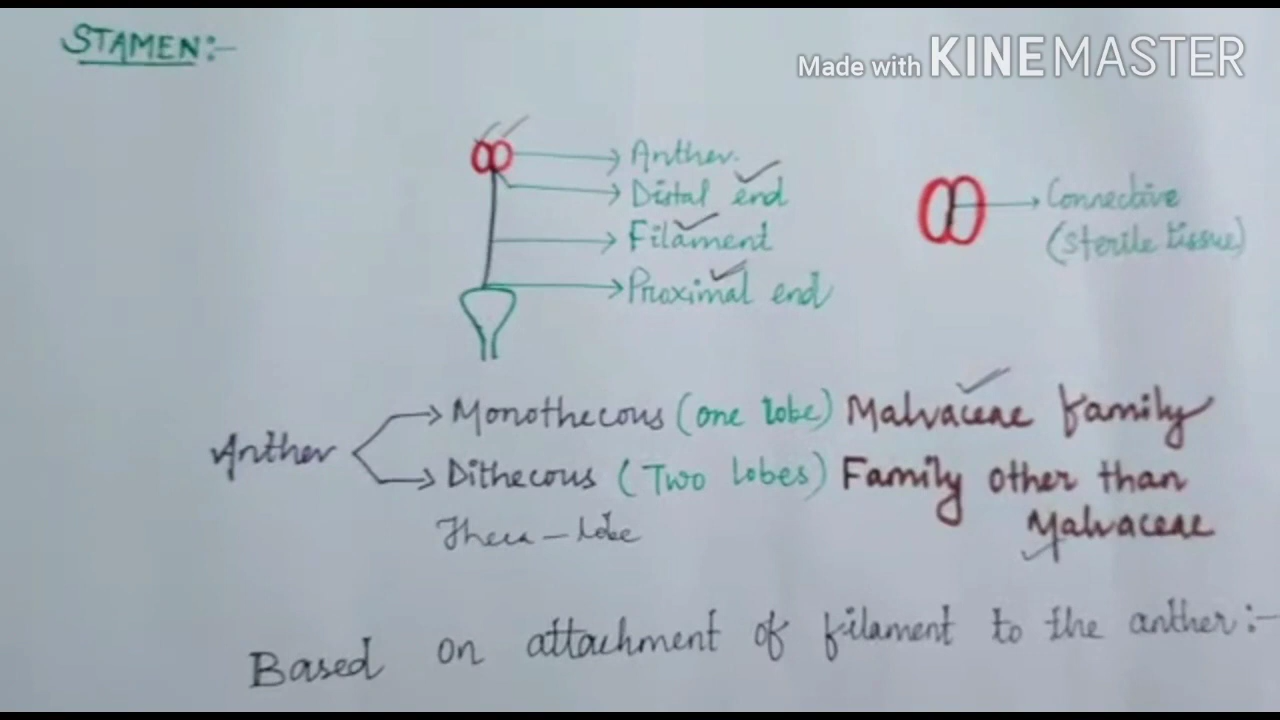 STAMEN:-
Made with KINEMASTER
Anther.
Distal end
Filament
Proximal end
Connective
(sterile tissue)
Anther
Monothecous (one lobe) Malvaceae Family
Dithecous (Two lobes) Family other than
Malvaceae
Theca - lobe
Based on attachment of filament to the anther:-